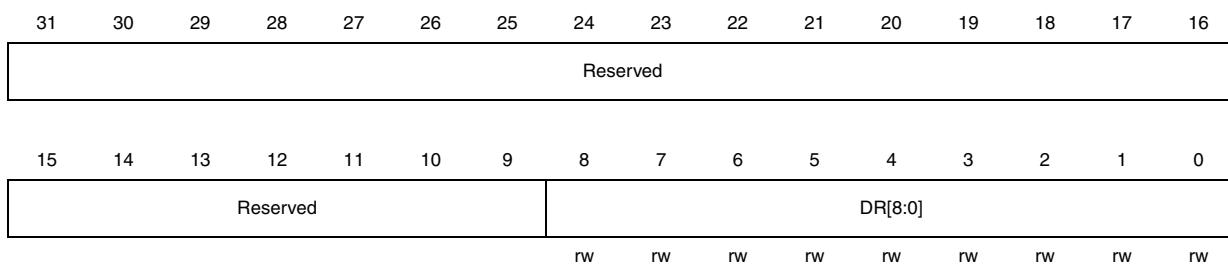 31 30 29 28 27 26 25 24 23 22 21 20 19 18 17 16
Reserved
15 14 13 12 11 10 9 8 7 6 5 4 3 2 1 0
Reserved DR[8:0]
rw rw rw rw rw rw rw rw rw